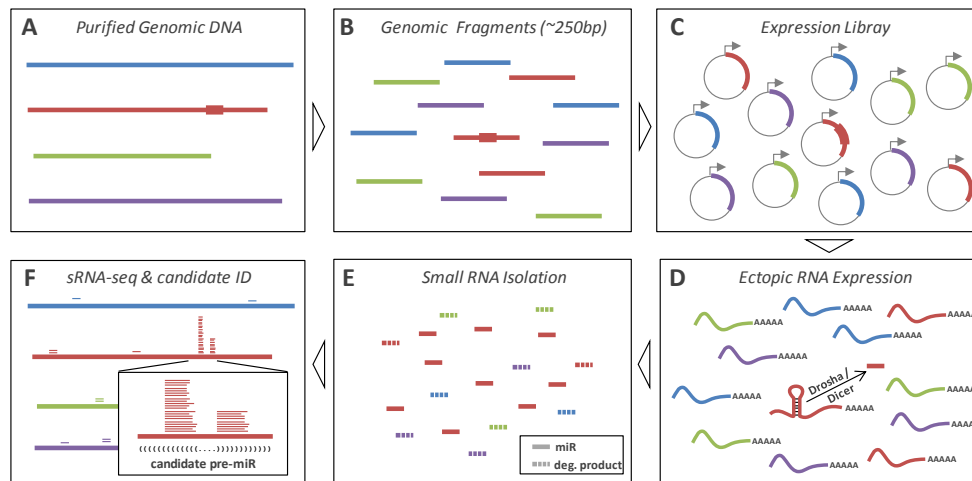 A Purified Genomic DNA
B Genomic Fragments (~250bp)
C Expression Libray
F sRNA-seq & candidate ID
candidate pre-miR
((((((((((((((((....))))))))))))))))
E Small RNA Isolation
miR
deg. product
D Ectopic RNA Expression
AAAAA
AAAAA
AAAAA
AAAAA
AAAAA
Drosha/
Dicer
AAAAA
AAAAA
AAAAA
AAAAA
AAAAA
AAAAA
AAAAA